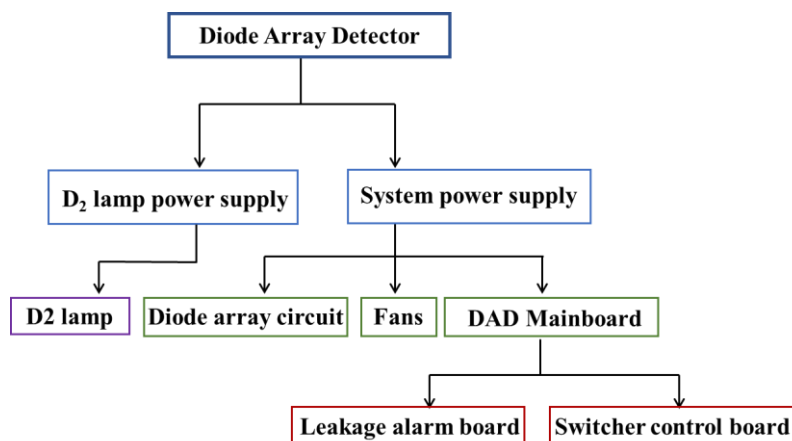 Diode Array Detector
D₂ lamp power supply
System power supply
D2 lamp
Diode array circuit
Fans
DAD Mainboard
Leakage alarm board
Switcher control board